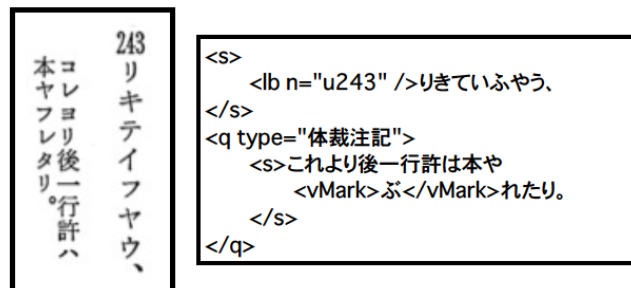 243
リキテイフヤウ、
コレヨリ後一行許ハ
本ヤフレタリ。
<s>
<lb n="u243" />りきていふやう、
</s>
<q type="体裁注記">
<s>これより後一行許は本や
<vMark>ぶ</vMark>れたり。
</s>
</q>